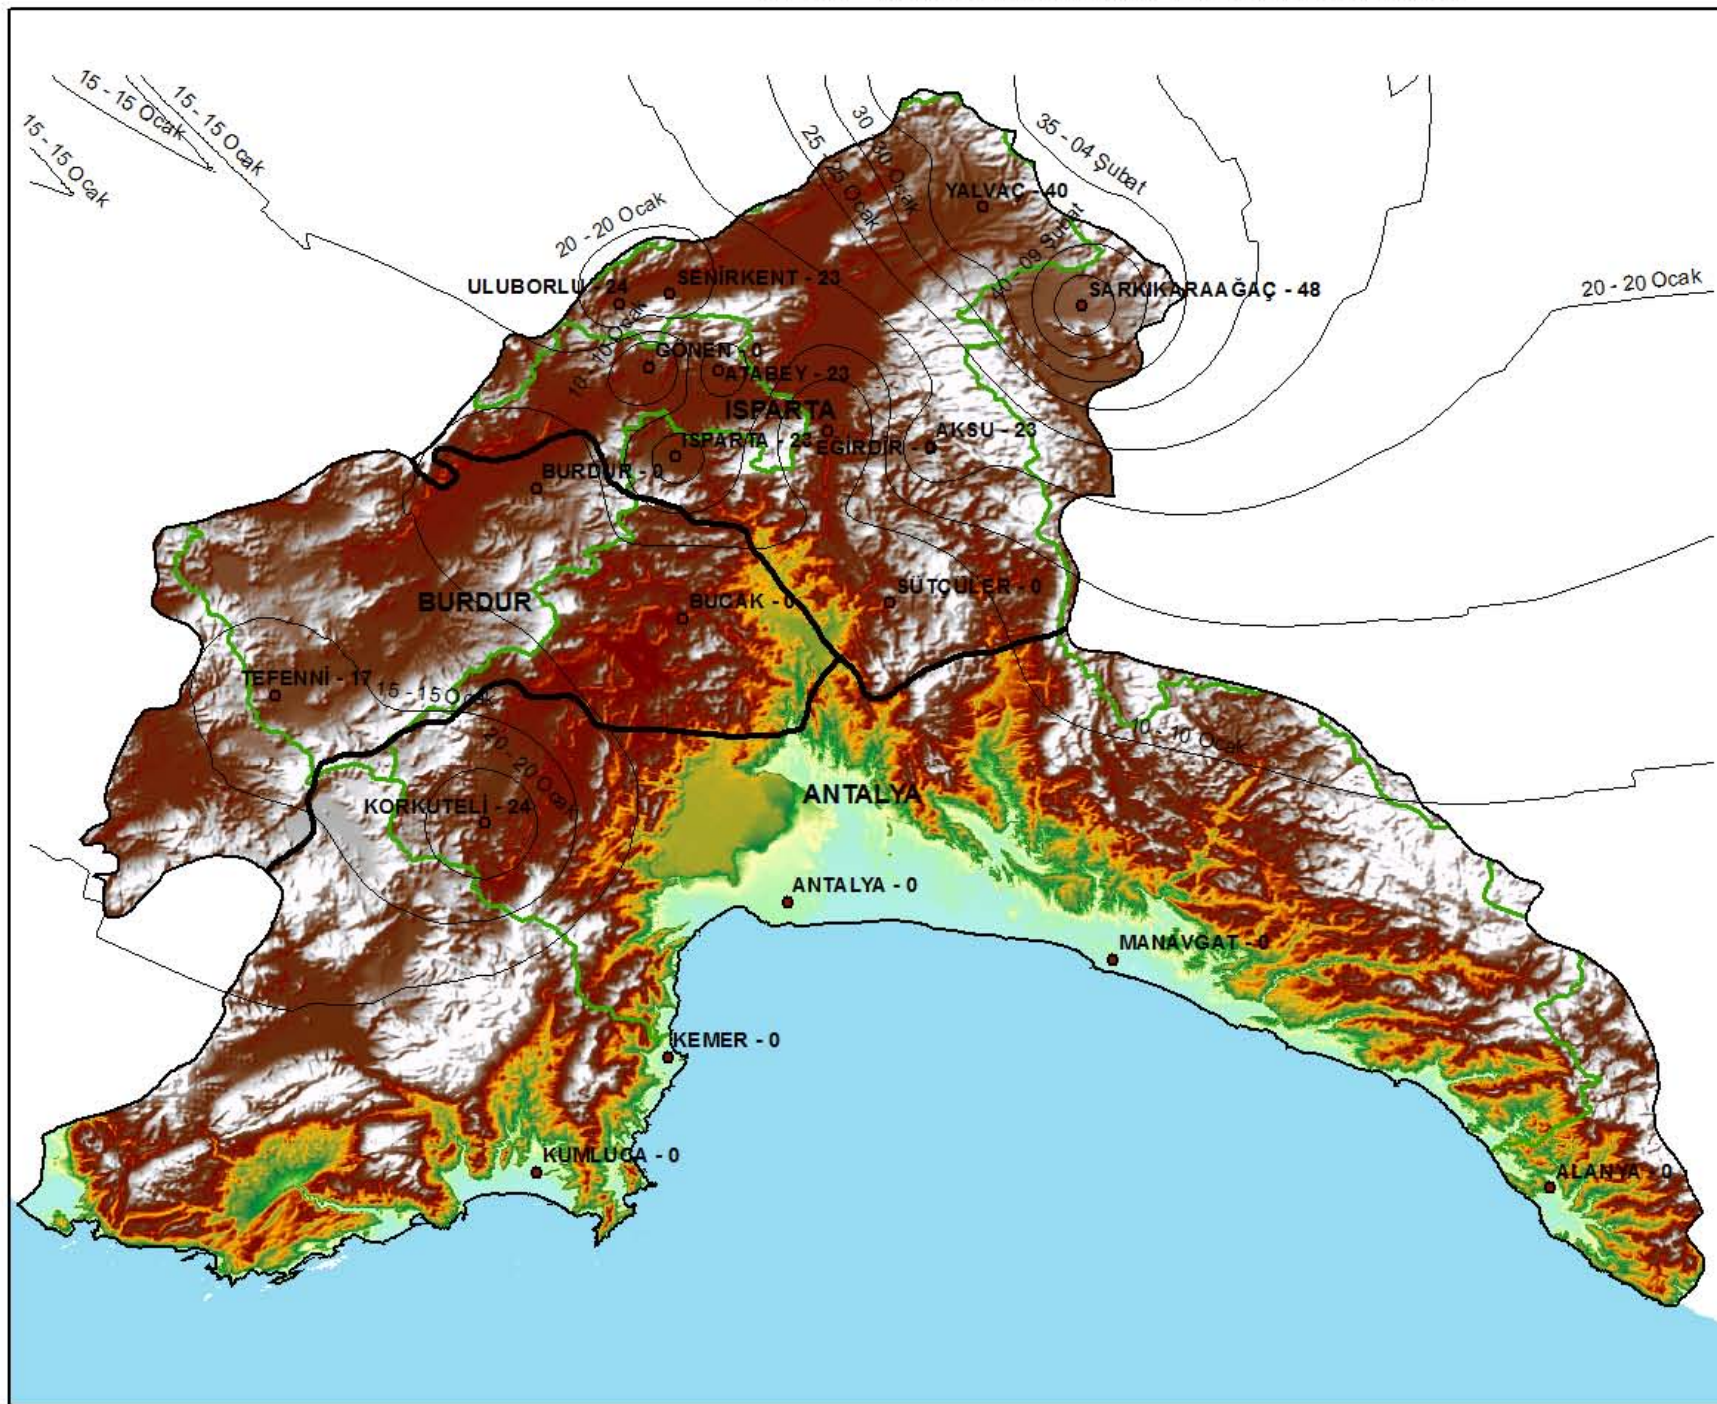 15 - 15 Ocak
15 - 15 Ocak
15 - 15 Ocak
25 - 25 Ocak
30 - 30 Ocak
35 - 04 Şubat
YALVAÇ - 40
20 - 20 Ocak
40 - 09 Şubat
SENİRKENT - 23
ULUBORLU - 24
ŞARKIKARAAĞAÇ - 48
20 - 20 Ocak
10 - 10 Ocak
GÖNEN - 0
ATABEY - 23
ISPARTA
ISPARTA - 23
EĞİRDİR - 0
AKSU - 23
BURDUR - 0
BURDUR
BUCAK - 0
SÜTÇÜLER - 0
TEFENNİ - 17
15 - 15 Ocak
20 - 20 Ocak
10 - 10 Ocak
KORKUTELİ - 24
ANTALYA
ANTALYA - 0
MANAVGAT - 0
KEMER - 0
KUMLUCA - 0
ALANYA - 0